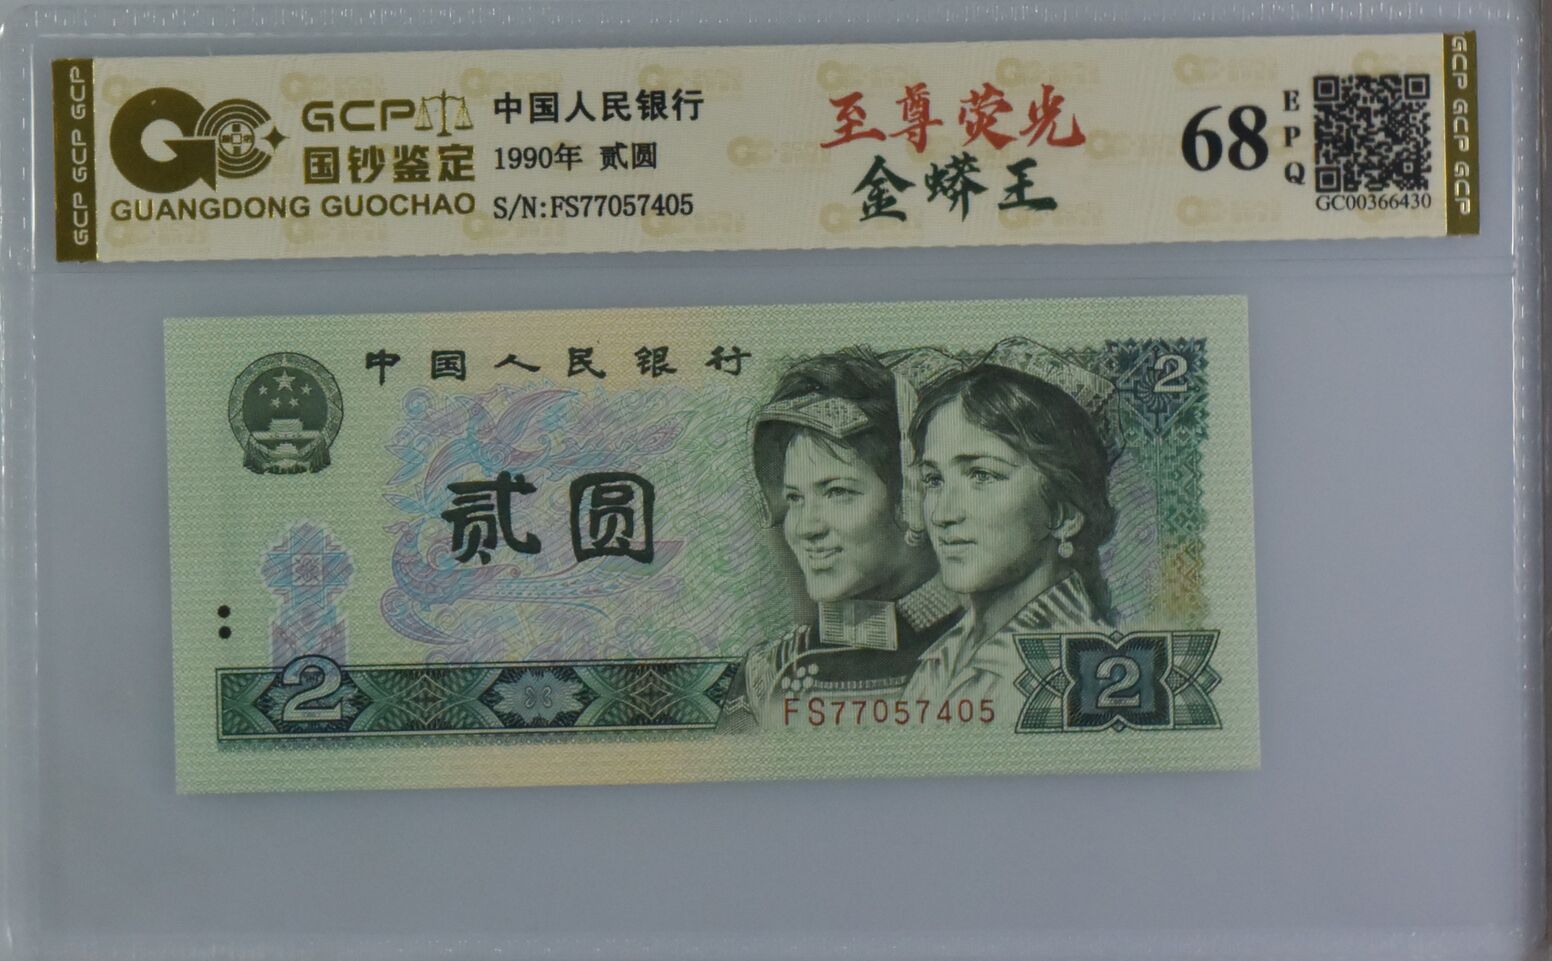 GCP GCP GCP
GCP
国钞鉴定
GUANGDONG GUOCHAO
中国人民银行
1990年 贰圆
S/N:FS77057405
至尊荧光
金蟒王
68
EPQ
GC00366430
GCP GCP GCP
中国人民银行
2
贰圆
2
FS77057405
2